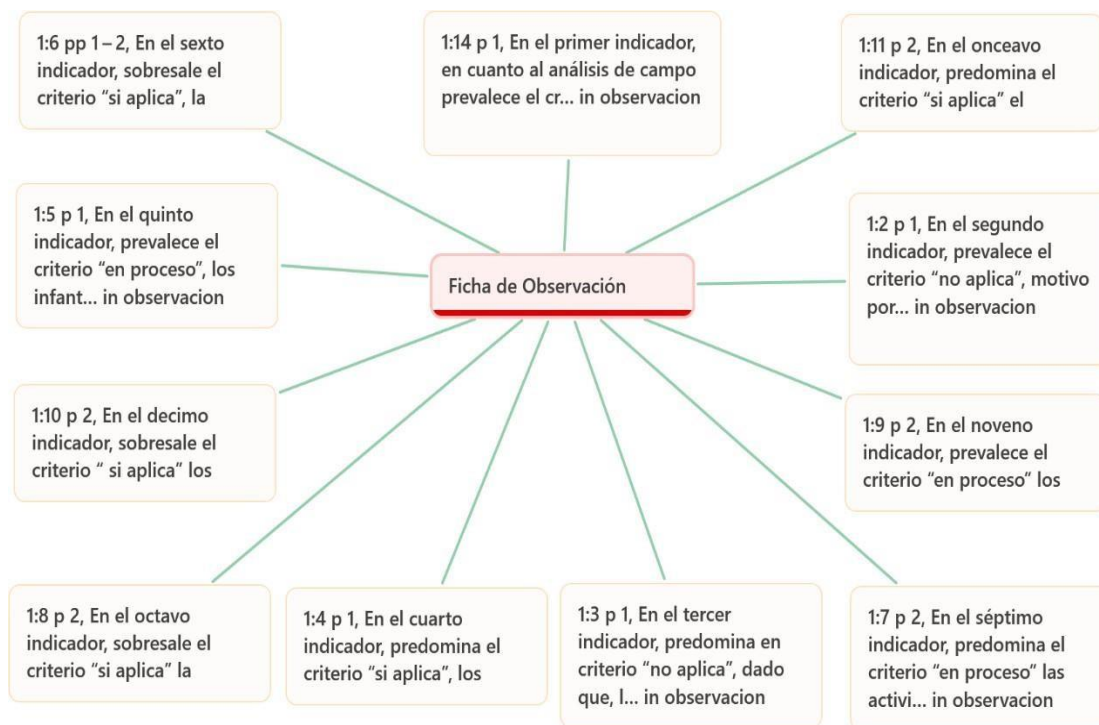 1:6 pp 1 – 2, En el sexto
indicador, sobresale el
criterio “si aplica”, la
1:14 p 1, En el primer indicador,
en cuanto al análisis de campo
prevalece el cr... in observacion
1:11 p 2, En el onceavo
indicador, predomina el
criterio “si aplica” el
1:5 p 1, En el quinto
indicador, prevalece el
criterio “en proceso”, los
infant... in observacion
1:2 p 1, En el segundo
indicador, prevalece el
criterio “no aplica”, motivo
por... in observacion
Ficha de Observación
1:10 p 2, En el decimo
indicador, sobresale el
criterio “ si aplica” los
1:9 p 2, En el noveno
indicador, prevalece el
criterio “en proceso” los
1:8 p 2, En el octavo
indicador, sobresale el
criterio “si aplica” la
1:4 p 1, En el cuarto
indicador, predomina el
criterio “si aplica”, los
1:3 p 1, En el tercer
indicador, predomina en
criterio “no aplica”, dado
que, l... in observacion
1:7 p 2, En el séptimo
indicador, predomina el
criterio “en proceso” las
activi... in observacion